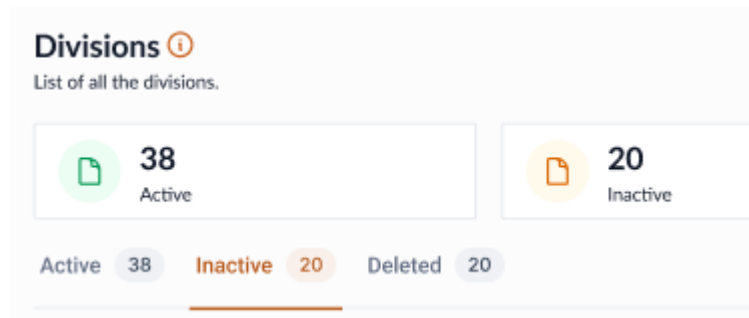 Divisions
List of all the divisions.
38
Active
20
Inactive
Active 38 Inactive 20 Deleted 20